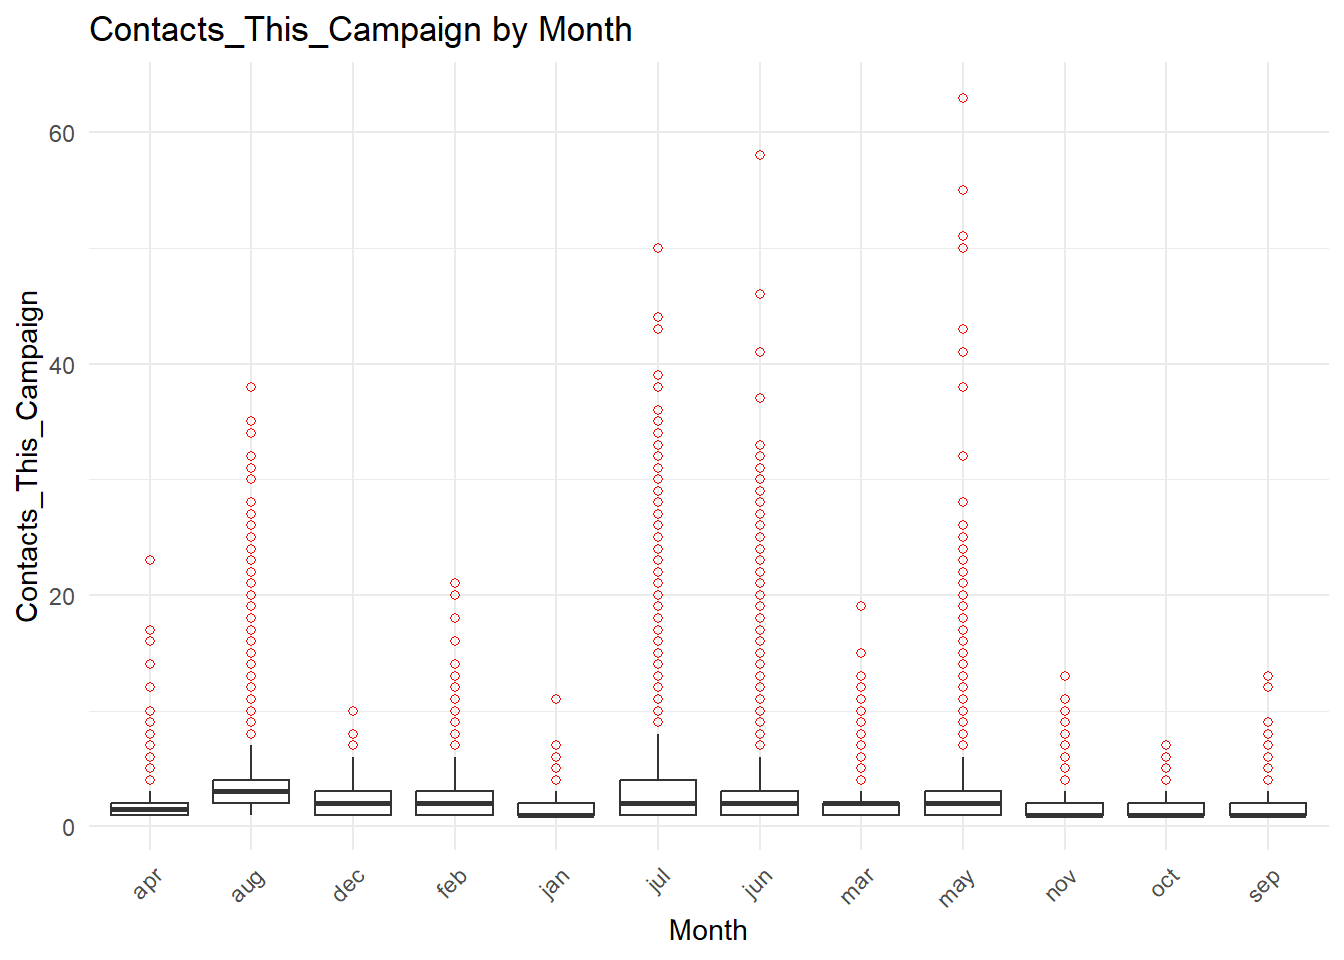 Contacts_This_Campaign by Month
Contacts_This_Campaign
60
40
20
0
apr
aug
dec
feb
jan
jul
jun
mar
may
nov
oct
sep
Month